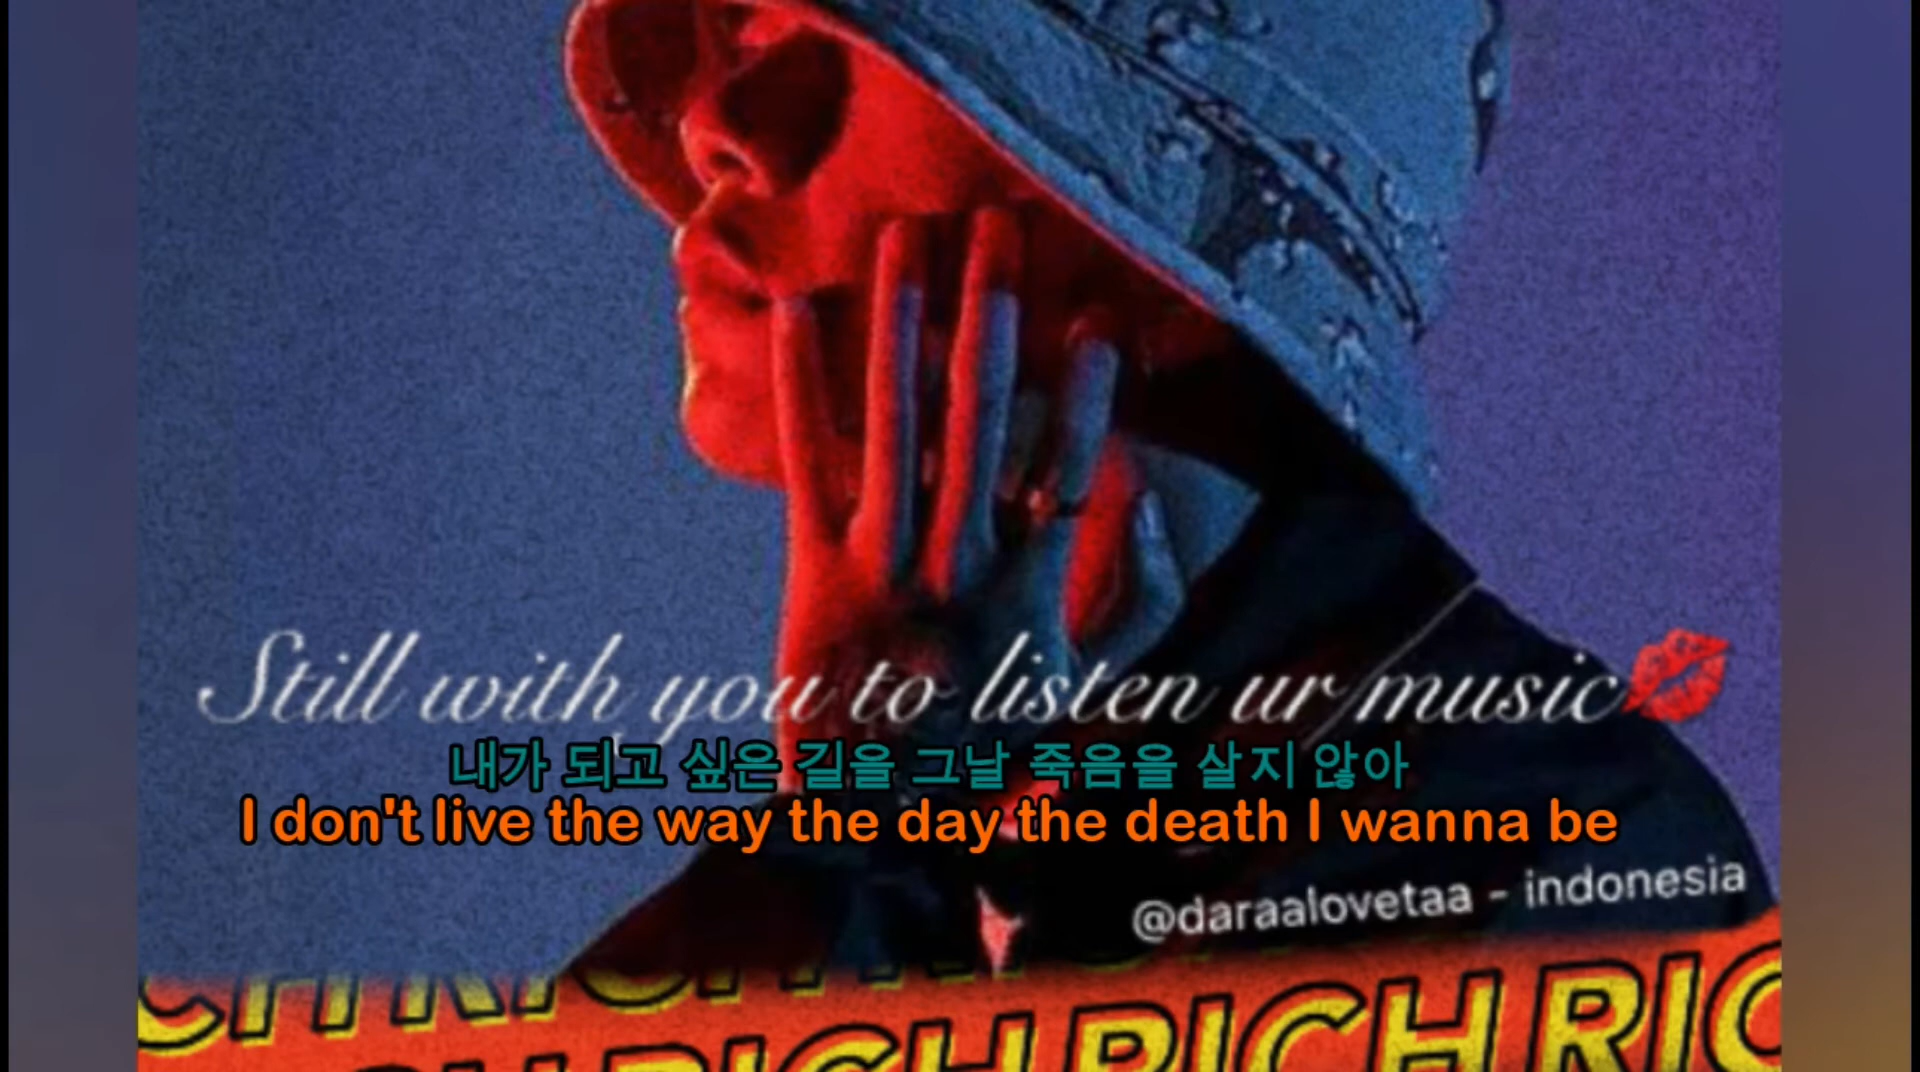 Still with you to listen ur music
내가 되고 싶은 길을 그날 죽음을 살지 않아
I don't live the way the day the death I wanna be
@daraalovetaa - indonesia
RICH RICH RIC